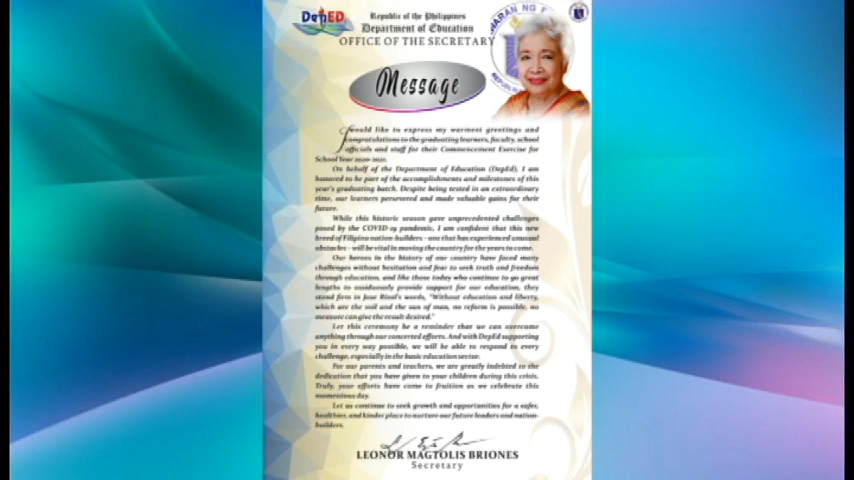 DepED
Republic of the Philippines
Department of Education
OFFICE OF THE SECRETARY
Message
I would like to express my warmest greetings and
congratulations to the graduating learners, faculty, school
officials and staff for their Commencement Exercise for
School Year 2020-2021.
On behalf of the Department of Education (DepEd), I am
honored to be part of the accomplishments and milestones of this
year's graduating batch. Despite being tested in an extraordinary
time, our learners persevered and made valuable gains for their
future.
While this historic season gave unprecedented challenges
posed by the COVID-19 pandemic, I am confident that this new
breed of Filipino nation-builders - one that has experienced unusual
obstacles - will be vital in moving the country for the years to come.
Our heroes in the history of our country have faced many
challenges without hesitation and fear to seek truth and freedom
through education, and like those today who continue to go great
lengths to assiduously provide support for our education, they
stand firm in Jose Rizal's words, "Without education and liberty,
which are the soil and the sun of man, no reform is possible, no
measure can give the result desired."
Let this ceremony be a reminder that we can overcome
anything through our concerted efforts. And with DepEd supporting
you in every way possible, we will be able to respond to every
challenge, especially in the basic education sector.
For our parents and teachers, we are greatly indebted to the
dedication that you have given to your children during this crisis.
Truly, your efforts have come to fruition as we celebrate this
momentous day.
Let us continue to seek growth and opportunities for a safer,
healthier, and kinder place to nurture our future leaders and nation-
builders.
LEONOR MAGTOLIS BRIONES
Secretary